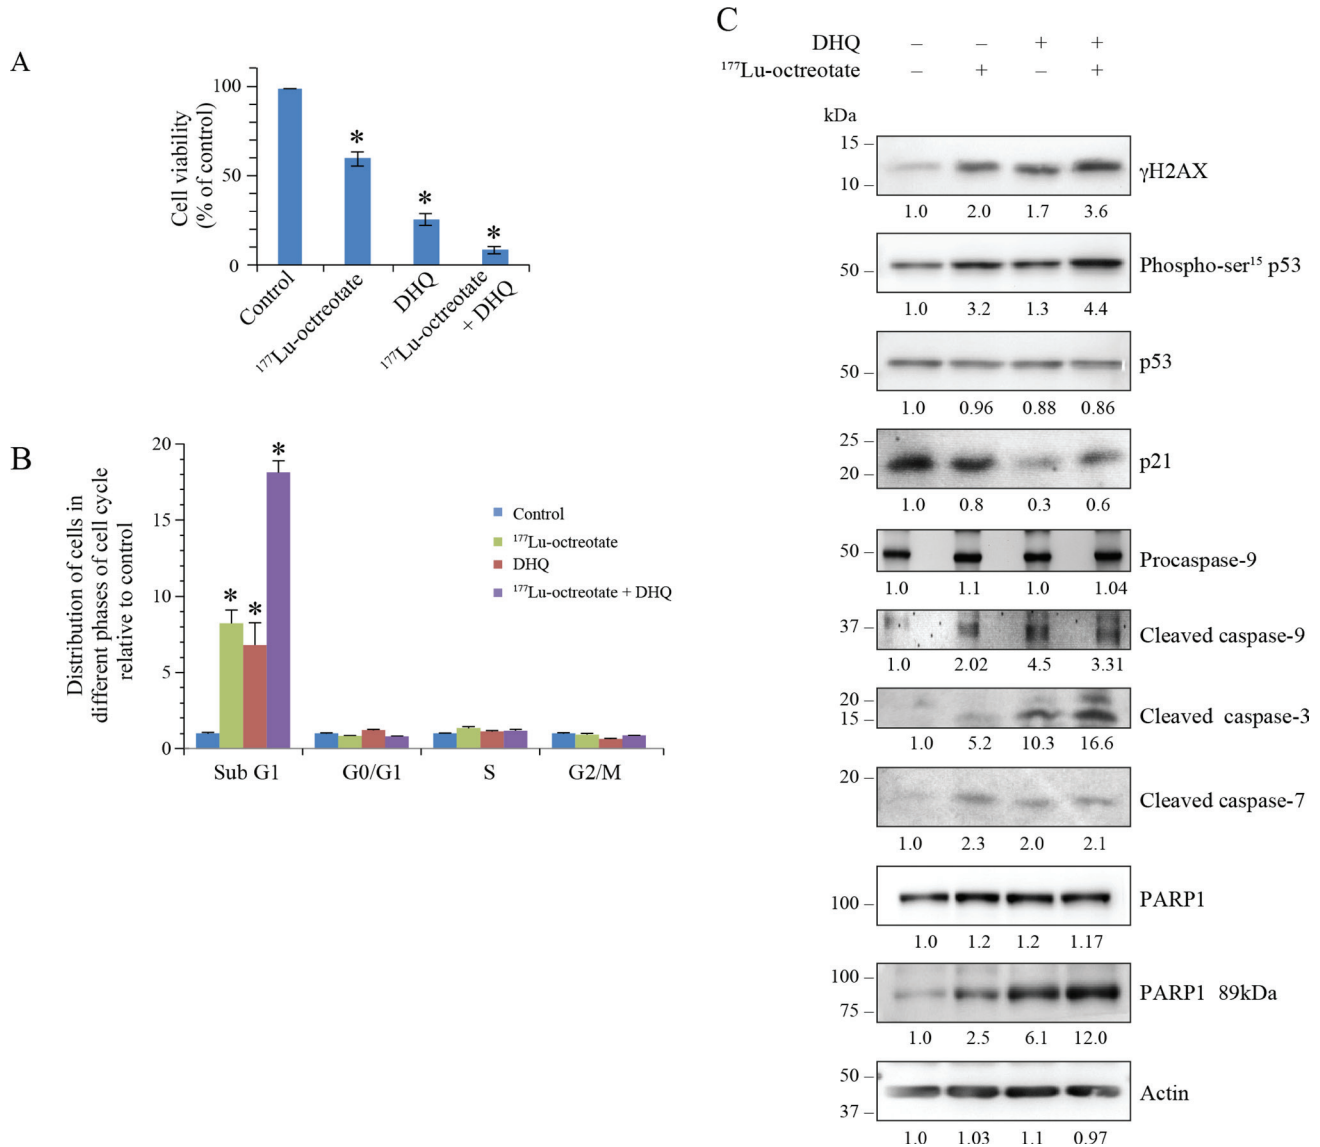 A
Cell viability
(% of control)
100
50
0
*
*
*
Control
¹⁷⁷Lu-octreotate
DHQ
¹⁷⁷Lu-octreotate
+ DHQ
B
Distribution of cells in
different phases of cell cycle
relative to control
20
15
10
5
0
*
*
*
Control
¹⁷⁷Lu-octreotate
DHQ
¹⁷⁷Lu-octreotate + DHQ
Sub G1 G0/G1 S G2/M
C
DHQ – – + +
¹⁷⁷Lu-octreotate – + – +
kDa
15
10
γH2AX
1.0 2.0 1.7 3.6
50
Phospho-ser¹⁵ p53
1.0 3.2 1.3 4.4
50
p53
1.0 0.96 0.88 0.86
25
20
p21
1.0 0.8 0.3 0.6
50
Procaspase-9
1.0 1.1 1.0 1.04
37
Cleaved caspase-9
1.0 2.02 4.5 3.31
20
15
Cleaved caspase-3
1.0 5.2 10.3 16.6
20
Cleaved caspase-7
1.0 2.3 2.0 2.1
100
PARP1
1.0 1.2 1.2 1.17
100
75
PARP1 89kDa
1.0 2.5 6.1 12.0
50
37
Actin
1.0 1.03 1.1 0.97